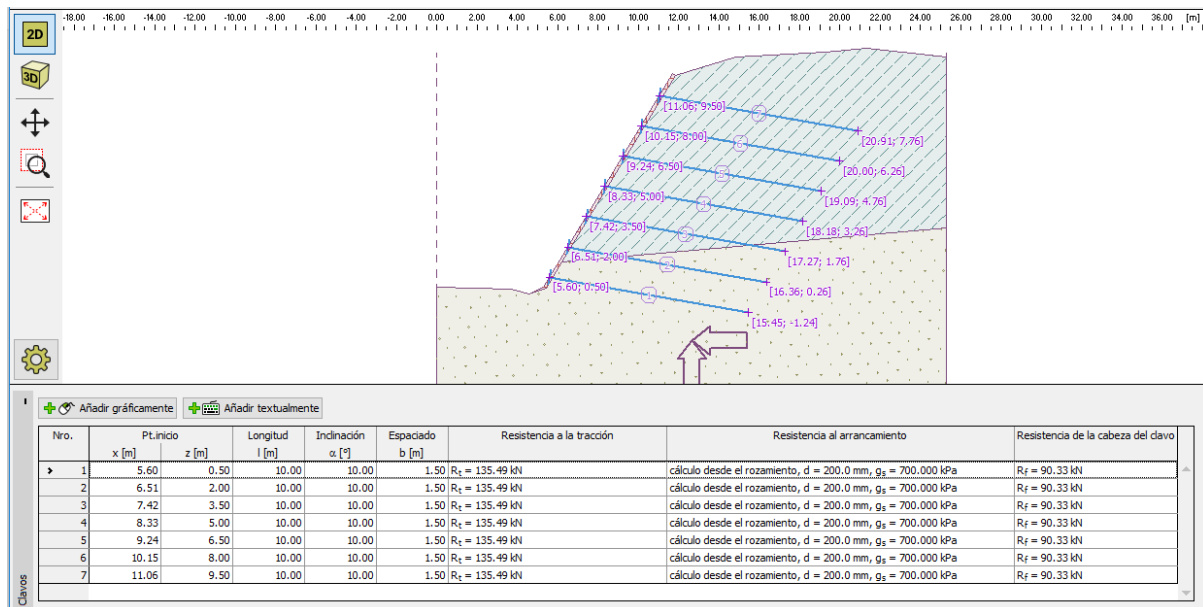 -18.00 -16.00 -14.00 -12.00 -10.00 -8.00 -6.00 -4.00 -2.00 0.00 2.00 4.00 6.00 8.00 10.00 12.00 14.00 16.00 18.00 20.00 22.00 24.00 26.00 28.00 30.00 32.00 34.00 36.00 [m]
2D
3D
[11.06; 9.50]
7
[20.91; 7.76]
[10.15; 8.00]
6
[20.00; 6.26]
[9.24; 6.50]
5
[19.09; 4.76]
[8.33; 5.00]
4
[18.18; 3.26]
[7.42; 3.50]
3
[17.27; 1.76]
[6.51; 2.00]
2
[16.36; 0.26]
[5.60; 0.50]
1
[15.45; -1.24]
Añadir gráficamente Añadir textualmente
Nro. Pt.inicio Longitud Inclinación Espaciado Resistencia a la tracción Resistencia al arrancamiento Resistencia de la cabeza del clavo
x [m] z [m] l [m] α [°] b [m]
1 5.60 0.50 10.00 10.00 1.50 Rt = 135.49 kN cálculo desde el rozamiento, d = 200.0 mm, gs = 700.000 kPa Rf = 90.33 kN
2 6.51 2.00 10.00 10.00 1.50 Rt = 135.49 kN cálculo desde el rozamiento, d = 200.0 mm, gs = 700.000 kPa Rf = 90.33 kN
3 7.42 3.50 10.00 10.00 1.50 Rt = 135.49 kN cálculo desde el rozamiento, d = 200.0 mm, gs = 700.000 kPa Rf = 90.33 kN
4 8.33 5.00 10.00 10.00 1.50 Rt = 135.49 kN cálculo desde el rozamiento, d = 200.0 mm, gs = 700.000 kPa Rf = 90.33 kN
5 9.24 6.50 10.00 10.00 1.50 Rt = 135.49 kN cálculo desde el rozamiento, d = 200.0 mm, gs = 700.000 kPa Rf = 90.33 kN
6 10.15 8.00 10.00 10.00 1.50 Rt = 135.49 kN cálculo desde el rozamiento, d = 200.0 mm, gs = 700.000 kPa Rf = 90.33 kN
7 11.06 9.50 10.00 10.00 1.50 Rt = 135.49 kN cálculo desde el rozamiento, d = 200.0 mm, gs = 700.000 kPa Rf = 90.33 kN
Clavos